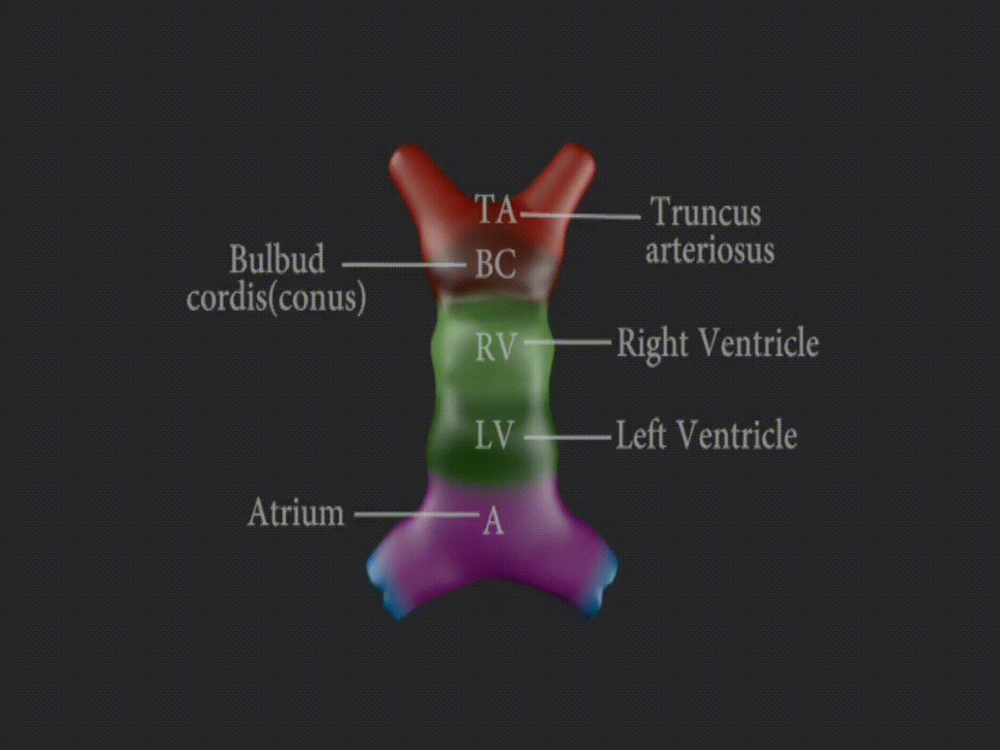 TA
Truncus
arteriosus
Bulbud
cordis(conus)
BC
RV
Right Ventricle
LV
Left Ventricle
Atrium
A